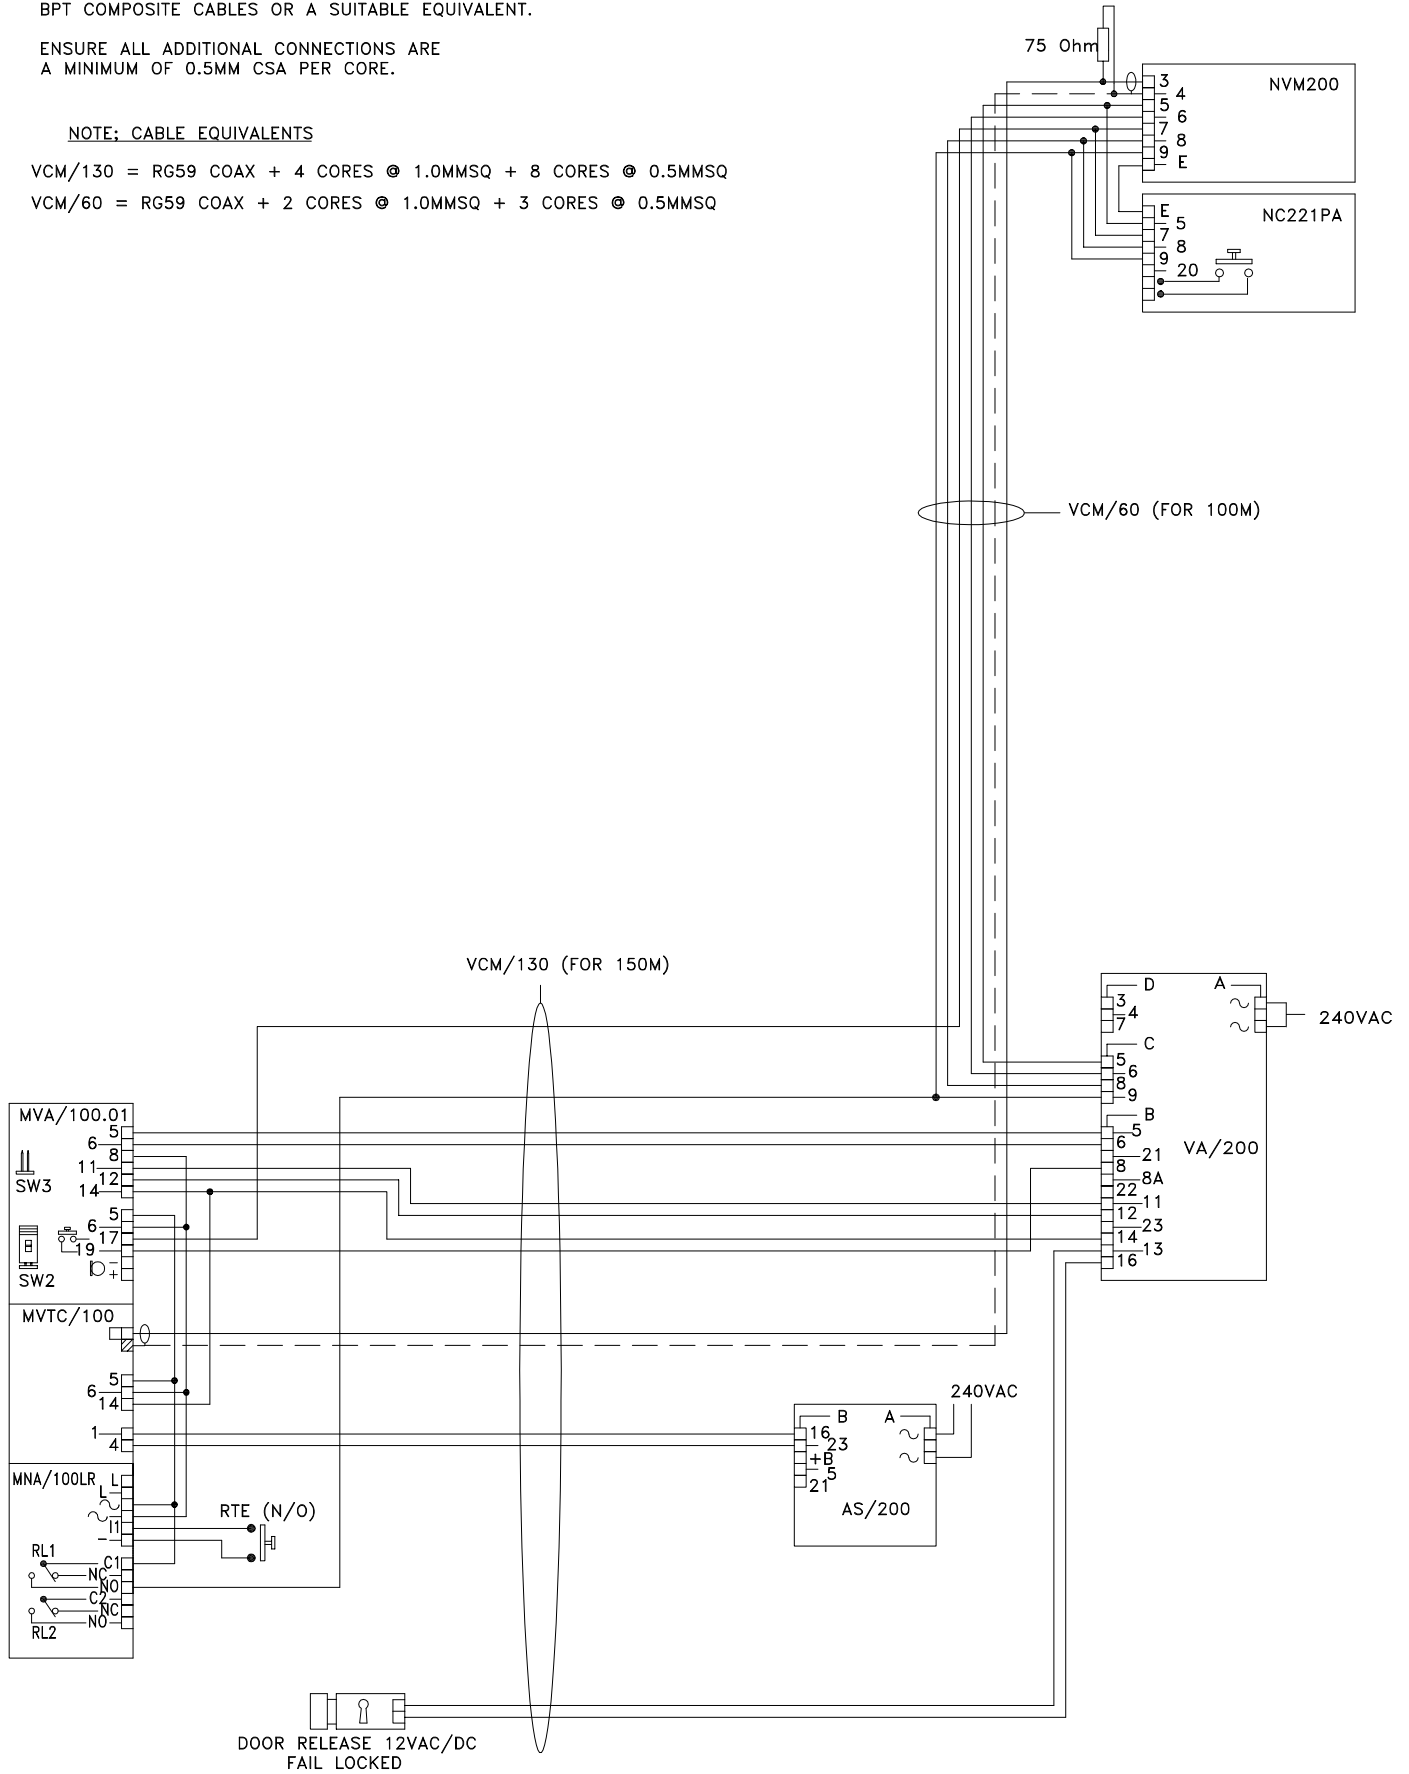 BPT COMPOSITE CABLES OR A SUITABLE EQUIVALENT.
ENSURE ALL ADDITIONAL CONNECTIONS ARE
A MINIMUM OF 0.5MM CSA PER CORE.
NOTE; CABLE EQUIVALENTS
VCM/130 = RG59 COAX + 4 CORES @ 1.0MMSQ + 8 CORES @ 0.5MMSQ
VCM/60 = RG59 COAX + 2 CORES @ 1.0MMSQ + 3 CORES @ 0.5MMSQ
75 Ohm
NVM200
3
4
5
6
7
8
9
E
NC221PA
E
5
7
8
9
20
VCM/60 (FOR 100M)
VCM/130 (FOR 150M)
D
3
4
7
A
240VAC
C
5
6
8
9
B
5
6
21
8
8A
22
11
12
23
14
13
16
VA/200
MVA/100.01
5
6
8
11
12
14
SW3
5
6
17
19
-
+
SW2
MVTC/100
5
6
14
1
4
240VAC
B
A
16
23
+B
5
21
AS/200
MNA/100LR
L
L
I1
-
RTE (N/O)
RL1
C1
NC
NO
C2
NC
NO
RL2
DOOR RELEASE 12VAC/DC
FAIL LOCKED